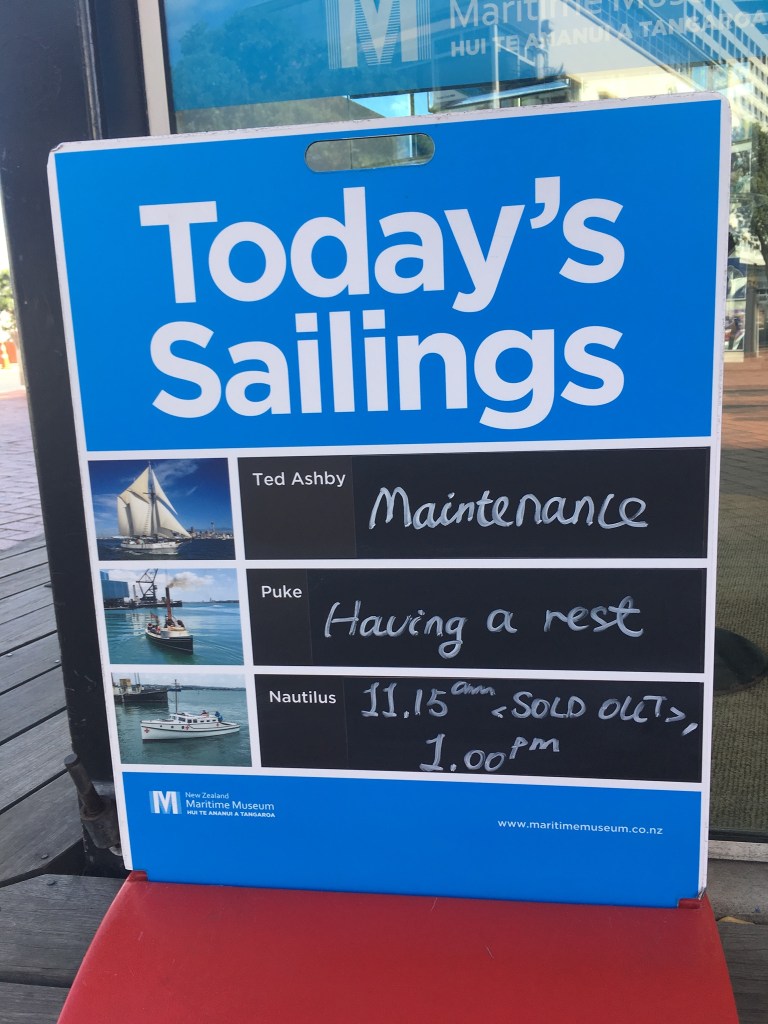 Maritime Museum
HUI TE ANANUI A TANGAROA
Today's
Sailings
Ted Ashby
Maintenance
Puke
Having a rest
Nautilus
11.15am <SOLD OUT>,
1.00pm
New Zealand
Maritime Museum
HUI TE ANANUI A TANGAROA
www.maritimemuseum.co.nz